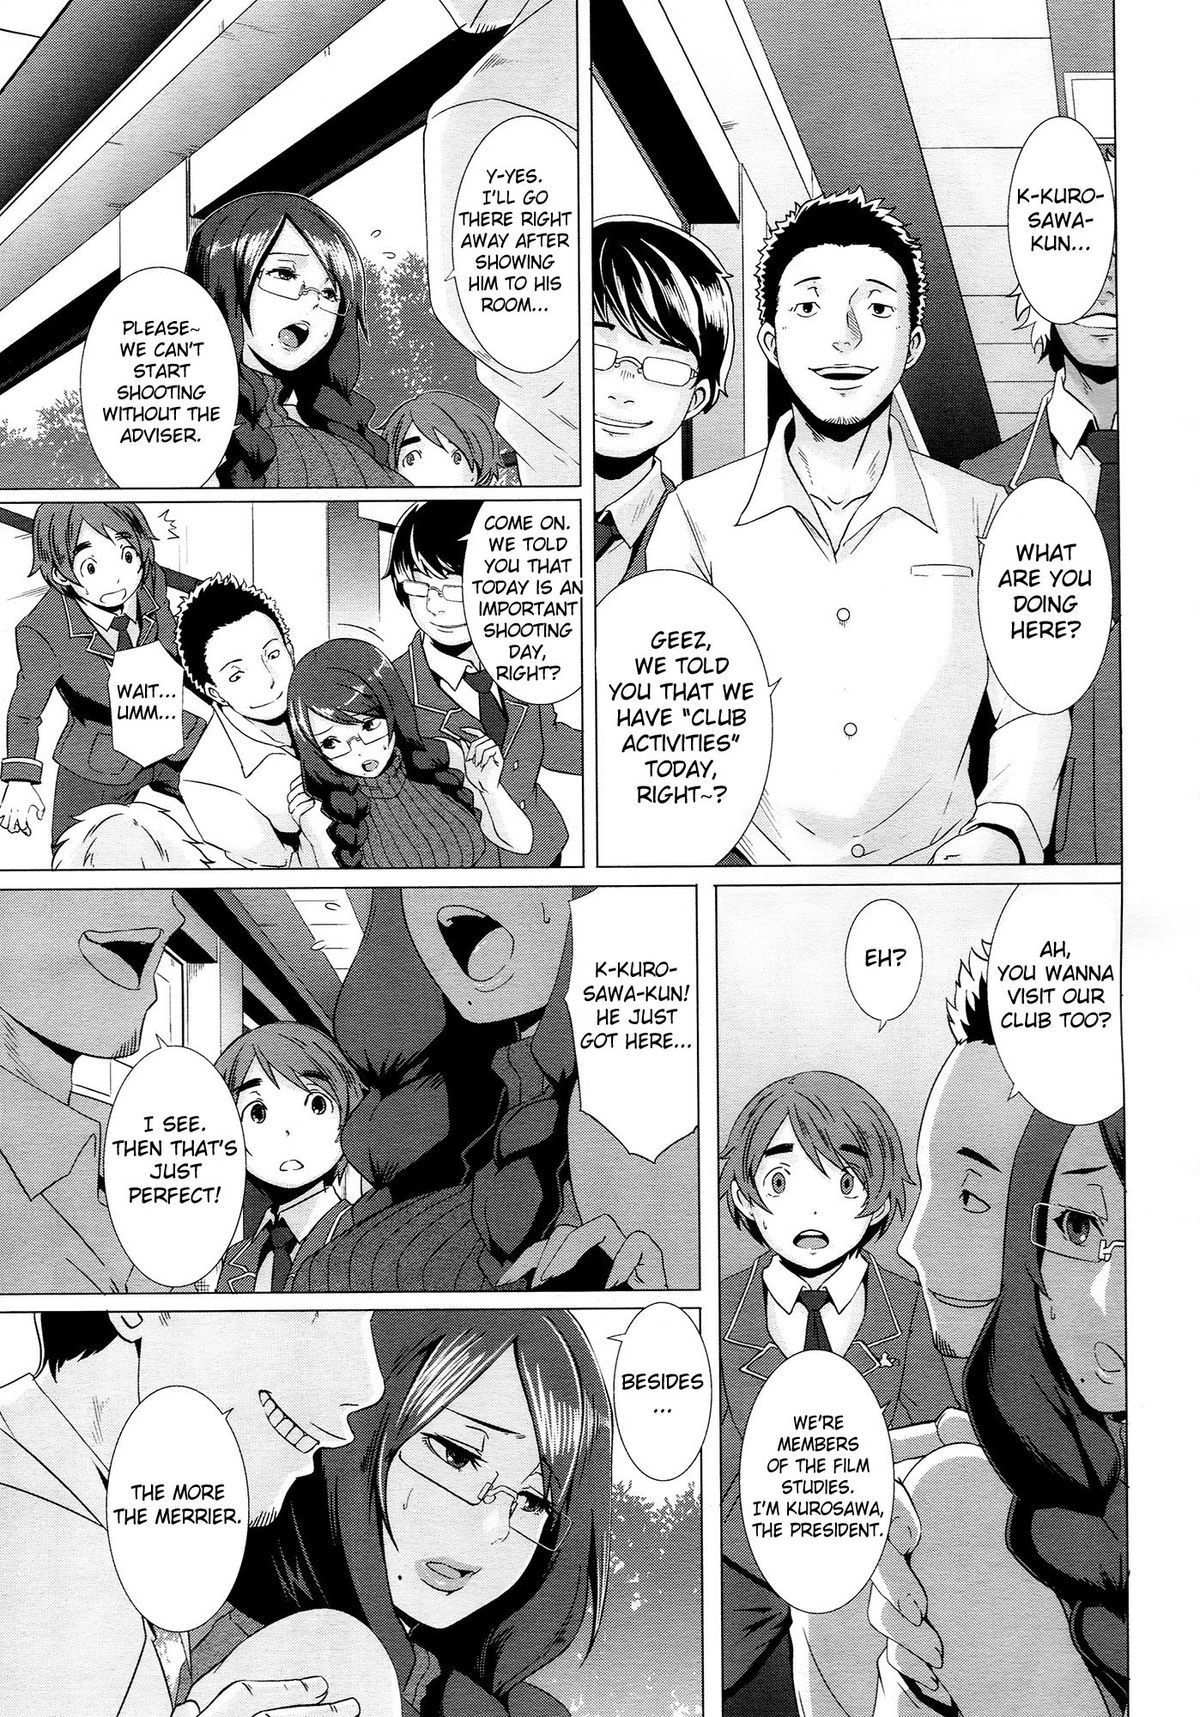 K-KURO-
SAWA-
KUN...
WHAT
ARE YOU
DOING
HERE?
GEEZ,
WE TOLD
YOU THAT WE
HAVE "CLUB
ACTIVITIES"
TODAY,
RIGHT~?
Y-YES.
I'LL GO
THERE RIGHT
AWAY AFTER
SHOWING
HIM TO HIS
ROOM...
PLEASE~
WE CAN'T
START
SHOOTING
WITHOUT THE
ADVISER.
COME ON.
WE TOLD
YOU THAT
TODAY IS AN
IMPORTANT
SHOOTING
DAY,
RIGHT?
WAIT...
UMM...
AH,
YOU WANNA
VISIT OUR
CLUB TOO?
EH?
WE'RE
MEMBERS
OF THE FILM
STUDIES.
I'M KUROSAWA,
THE PRESIDENT.
K-KURO-
SAWA-KUN!
HE JUST
GOT HERE...
I SEE.
THEN THAT'S
JUST
PERFECT!
BESIDES
...
THE MORE
THE MERRIER.